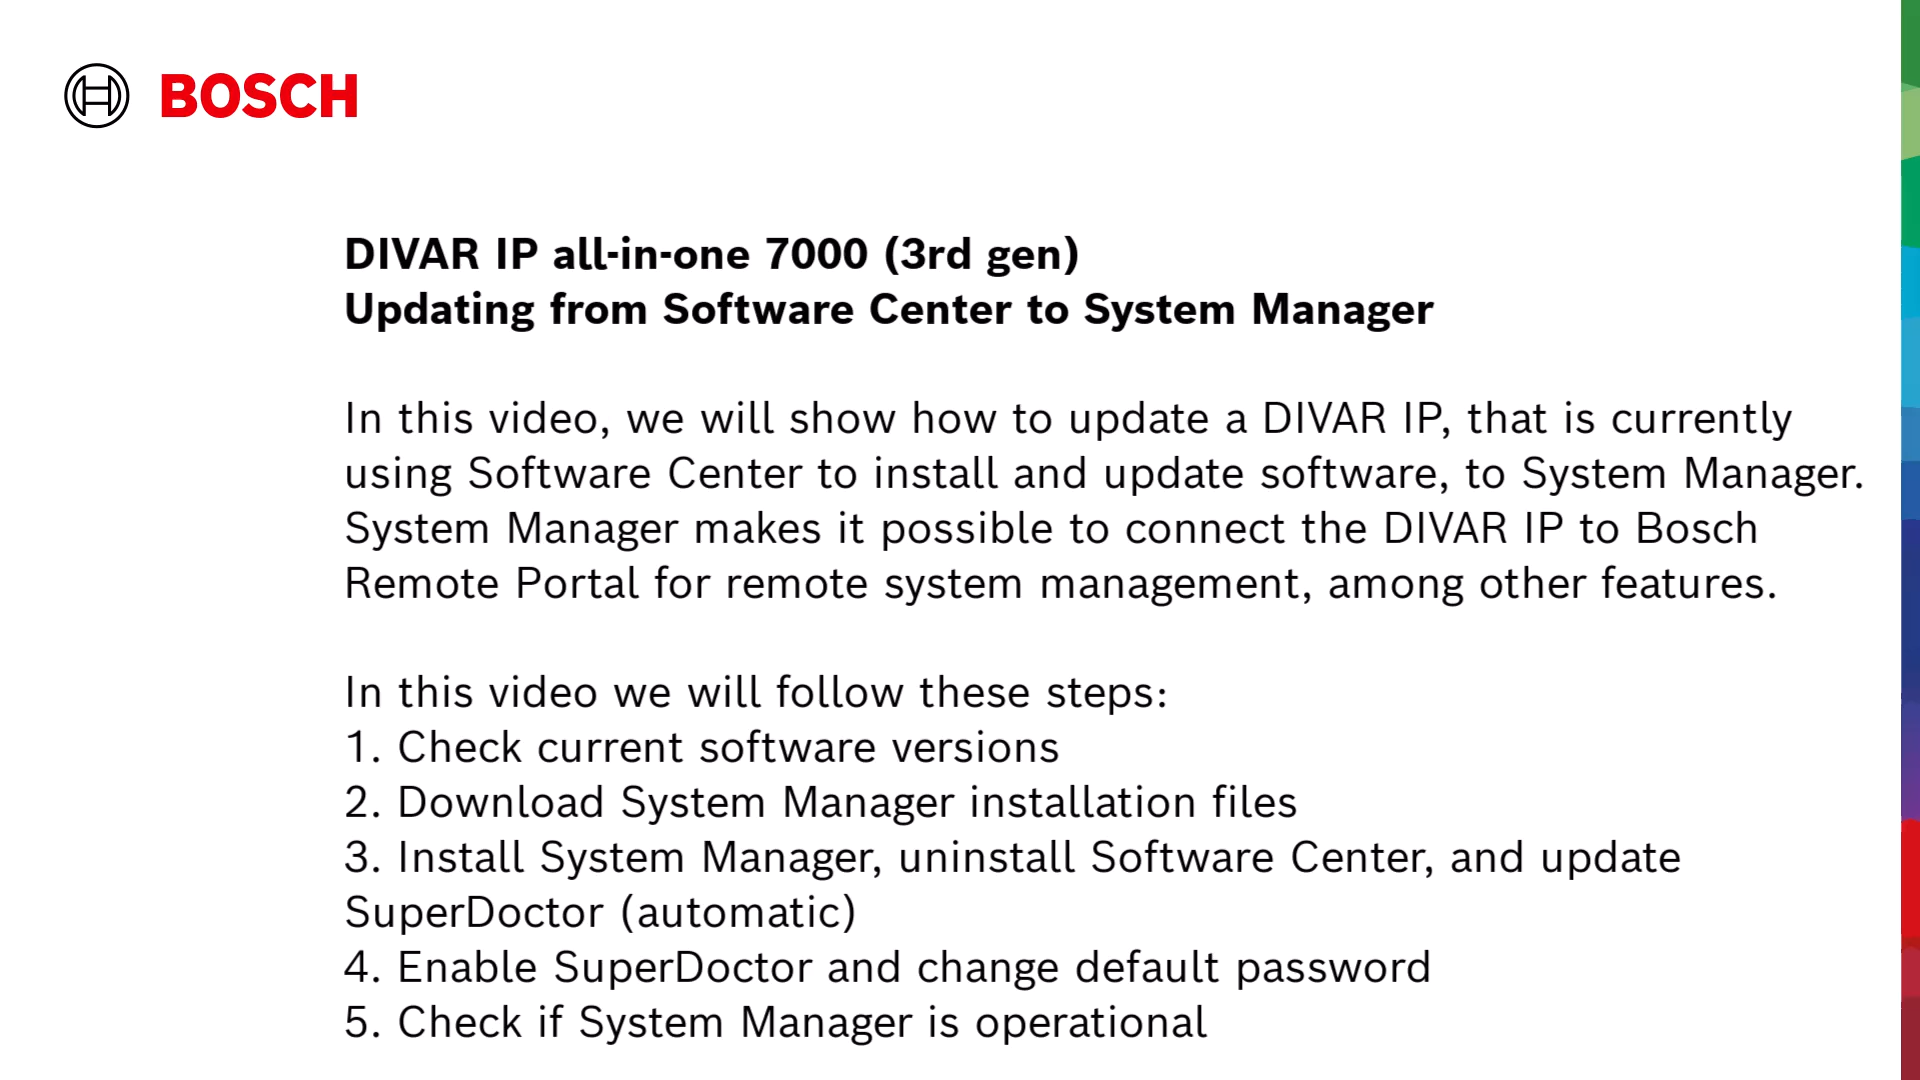 BOSCH
DIVAR IP all-in-one 7000 (3rd gen)
Updating from Software Center to System Manager
In this video, we will show how to update a DIVAR IP, that is currently
using Software Center to install and update software, to System Manager.
System Manager makes it possible to connect the DIVAR IP to Bosch
Remote Portal for remote system management, among other features.
In this video we will follow these steps:
1. Check current software versions
2. Download System Manager installation files
3. Install System Manager, uninstall Software Center, and update
SuperDoctor (automatic)
4. Enable SuperDoctor and change default password
5. Check if System Manager is operational